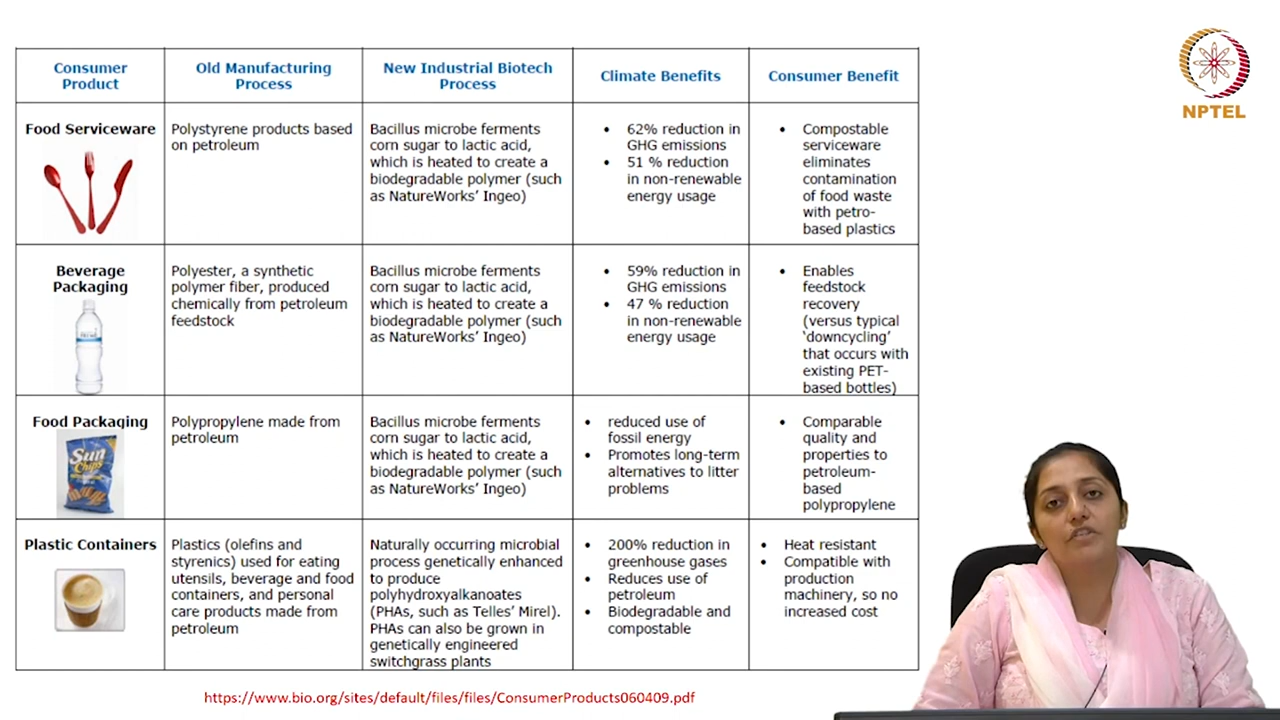 Consumer Product
Old Manufacturing Process
New Industrial Biotech Process
Climate Benefits
Consumer Benefit
Food Serviceware
Polystyrene products based
on petroleum
Bacillus microbe ferments
corn sugar to lactic acid,
which is heated to create a
biodegradable polymer (such
as NatureWorks' Ingeo)
• 62% reduction in
GHG emissions
• 51 % reduction
in non-renewable
energy usage
• Compostable
serviceware
eliminates
contamination
of food waste
with petro-
based plastics
Beverage
Packaging
Polyester, a synthetic
polymer fiber, produced
chemically from petroleum
feedstock
Bacillus microbe ferments
corn sugar to lactic acid,
which is heated to create a
biodegradable polymer (such
as NatureWorks' Ingeo)
• 59% reduction in
GHG emissions
• 47 % reduction
in non-renewable
energy usage
• Enables
feedstock
recovery
(versus typical
'downcycling'
that occurs with
existing PET-
based bottles)
Food Packaging
Sun
Chips
Polypropylene made from
petroleum
Bacillus microbe ferments
corn sugar to lactic acid,
which is heated to create a
biodegradable polymer (such
as NatureWorks' Ingeo)
• reduced use of
fossil energy
• Promotes long-term
alternatives to litter
problems
• Comparable
quality and
properties to
petroleum-
based
polypropylene
Plastic Containers
Plastics (olefins and
styrenics) used for eating
utensils, beverage and food
containers, and personal
care products made from
petroleum
Naturally occurring microbial
process genetically enhanced
to produce
polyhydroxyalkanoates
(PHAs, such as Telles' Mirel).
PHAs can also be grown in
genetically engineered
switchgrass plants
• 200% reduction in
greenhouse gases
• Reduces use of
petroleum
• Biodegradable and
compostable
• Heat resistant
• Compatible with
production
machinery, so no
increased cost
https://www.bio.org/sites/default/files/files/ConsumerProducts060409.pdf
NPTEL